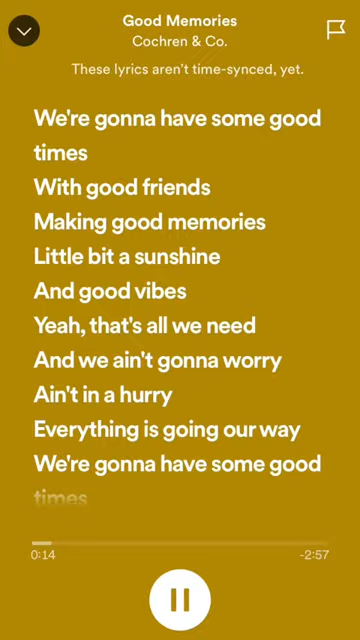 Good Memories
Cochren & Co.
These lyrics aren't time-synced, yet.
We're gonna have some good
times
With good friends
Making good memories
Little bit a sunshine
And good vibes
Yeah, that's all we need
And we ain't gonna worry
Ain't in a hurry
Everything is going our way
We're gonna have some good
times
0:14
-2:57